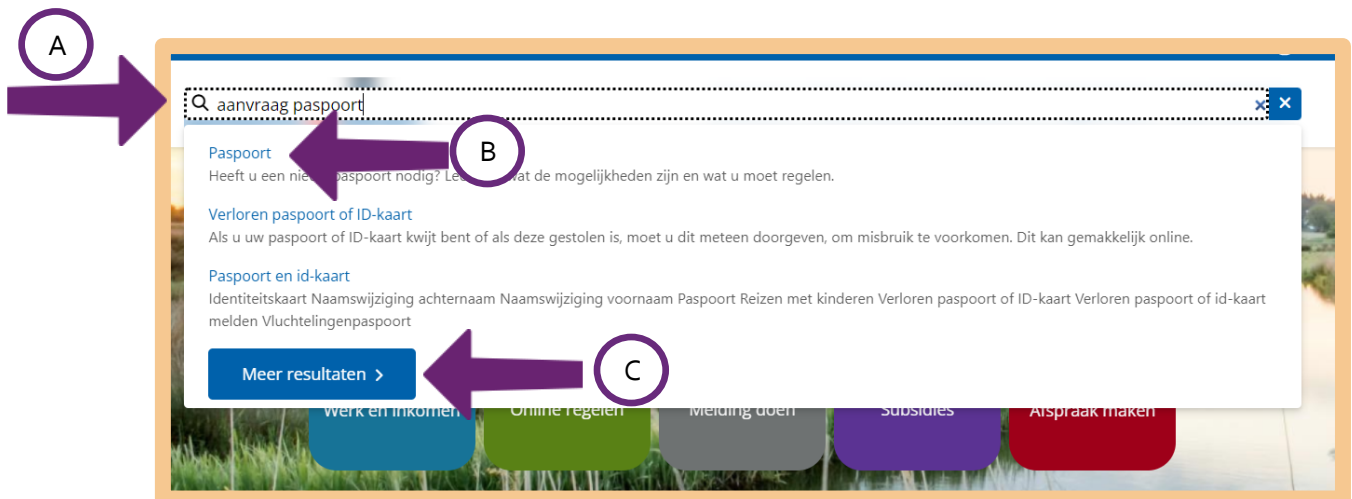 A
aanvraag paspoort
Paspoort
B
Heeft u een paspoort nodig? wat de mogelijkheden zijn en wat u moet regelen.
Verloren paspoort of ID-kaart
Als u uw paspoort of ID-kaart kwijt bent of als deze gestolen is, moet u dit meteen doorgeven, om misbruik te voorkomen. Dit kan gemakkelijk online.
Paspoort en id-kaart
Identiteitskaart Naamswijziging achternaam Naamswijziging voornaam Paspoort Reizen met kinderen Verloren paspoort of ID-kaart Verloren paspoort of id-kaart
melden Vluchtelingenpaspoort
Meer resultaten
C
Werk en inkomen Online regelen Melding doen Subsidies Afspraak maken